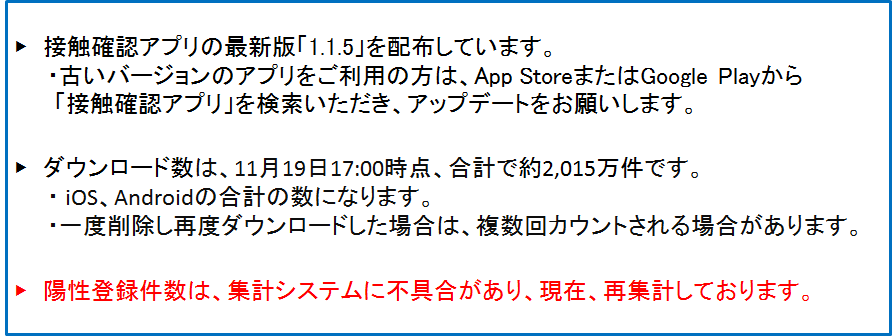 ▶ 接触確認アプリの最新版「1.1.5」を配布しています。
・古いバージョンのアプリをご利用の方は、App StoreまたはGoogle Playから
「接触確認アプリ」を検索いただき、アップデートをお願いします。
▶ ダウンロード数は、11月19日17:00時点、合計で約2,015万件です。
・ iOS、Androidの合計の数になります。
・一度削除し再度ダウンロードした場合は、複数回カウントされる場合があります。
▶ 陽性登録件数は、集計システムに不具合があり、現在、再集計しております。